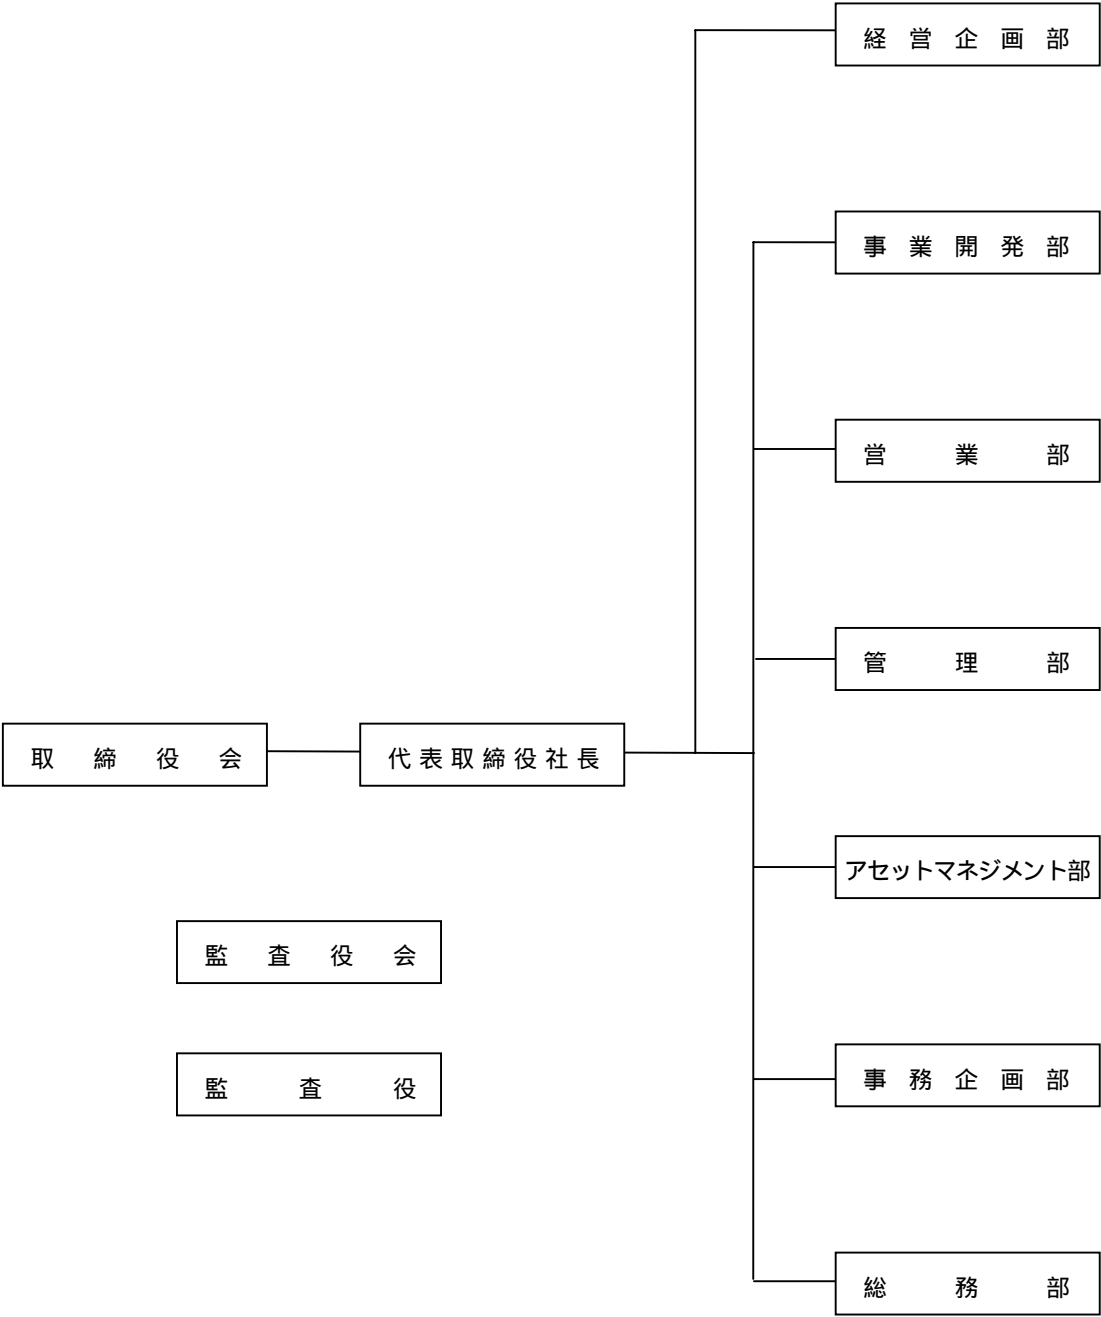 経営企画部
事業開発部
営業部
管理部
取締役会
代表取締役社長
アセットマネジメント部
監査役会
監査役
事務企画部
総務部